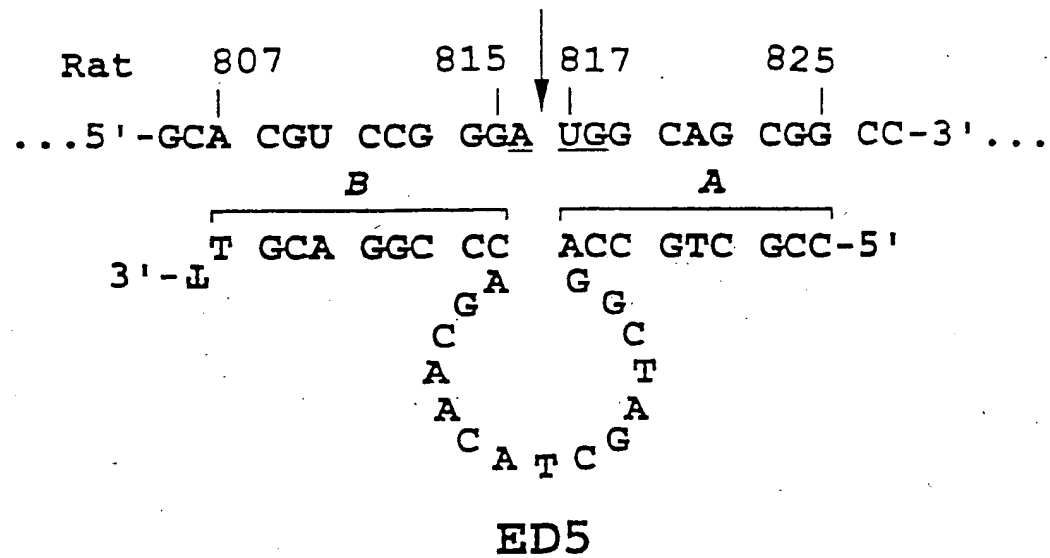 Rat 807 815 817 825
...5'-GCA CGU CCG GGA UGG CAG CGG CC-3'...
B A
T GCA GGC CC ACC GTC GCC-5'
3'-T
A G
G G
C C
A T
A A
C G
A T C
ED5